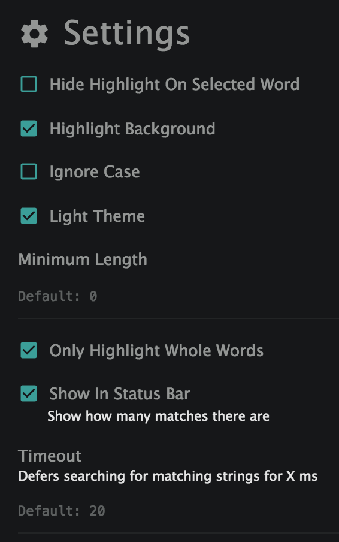 Settings
Hide Highlight On Selected Word
Highlight Background
Ignore Case
Light Theme
Minimum Length
Default: 0
Only Highlight Whole Words
Show In Status Bar
Show how many matches there are
Timeout
Defers searching for matching strings for X ms
Default: 20